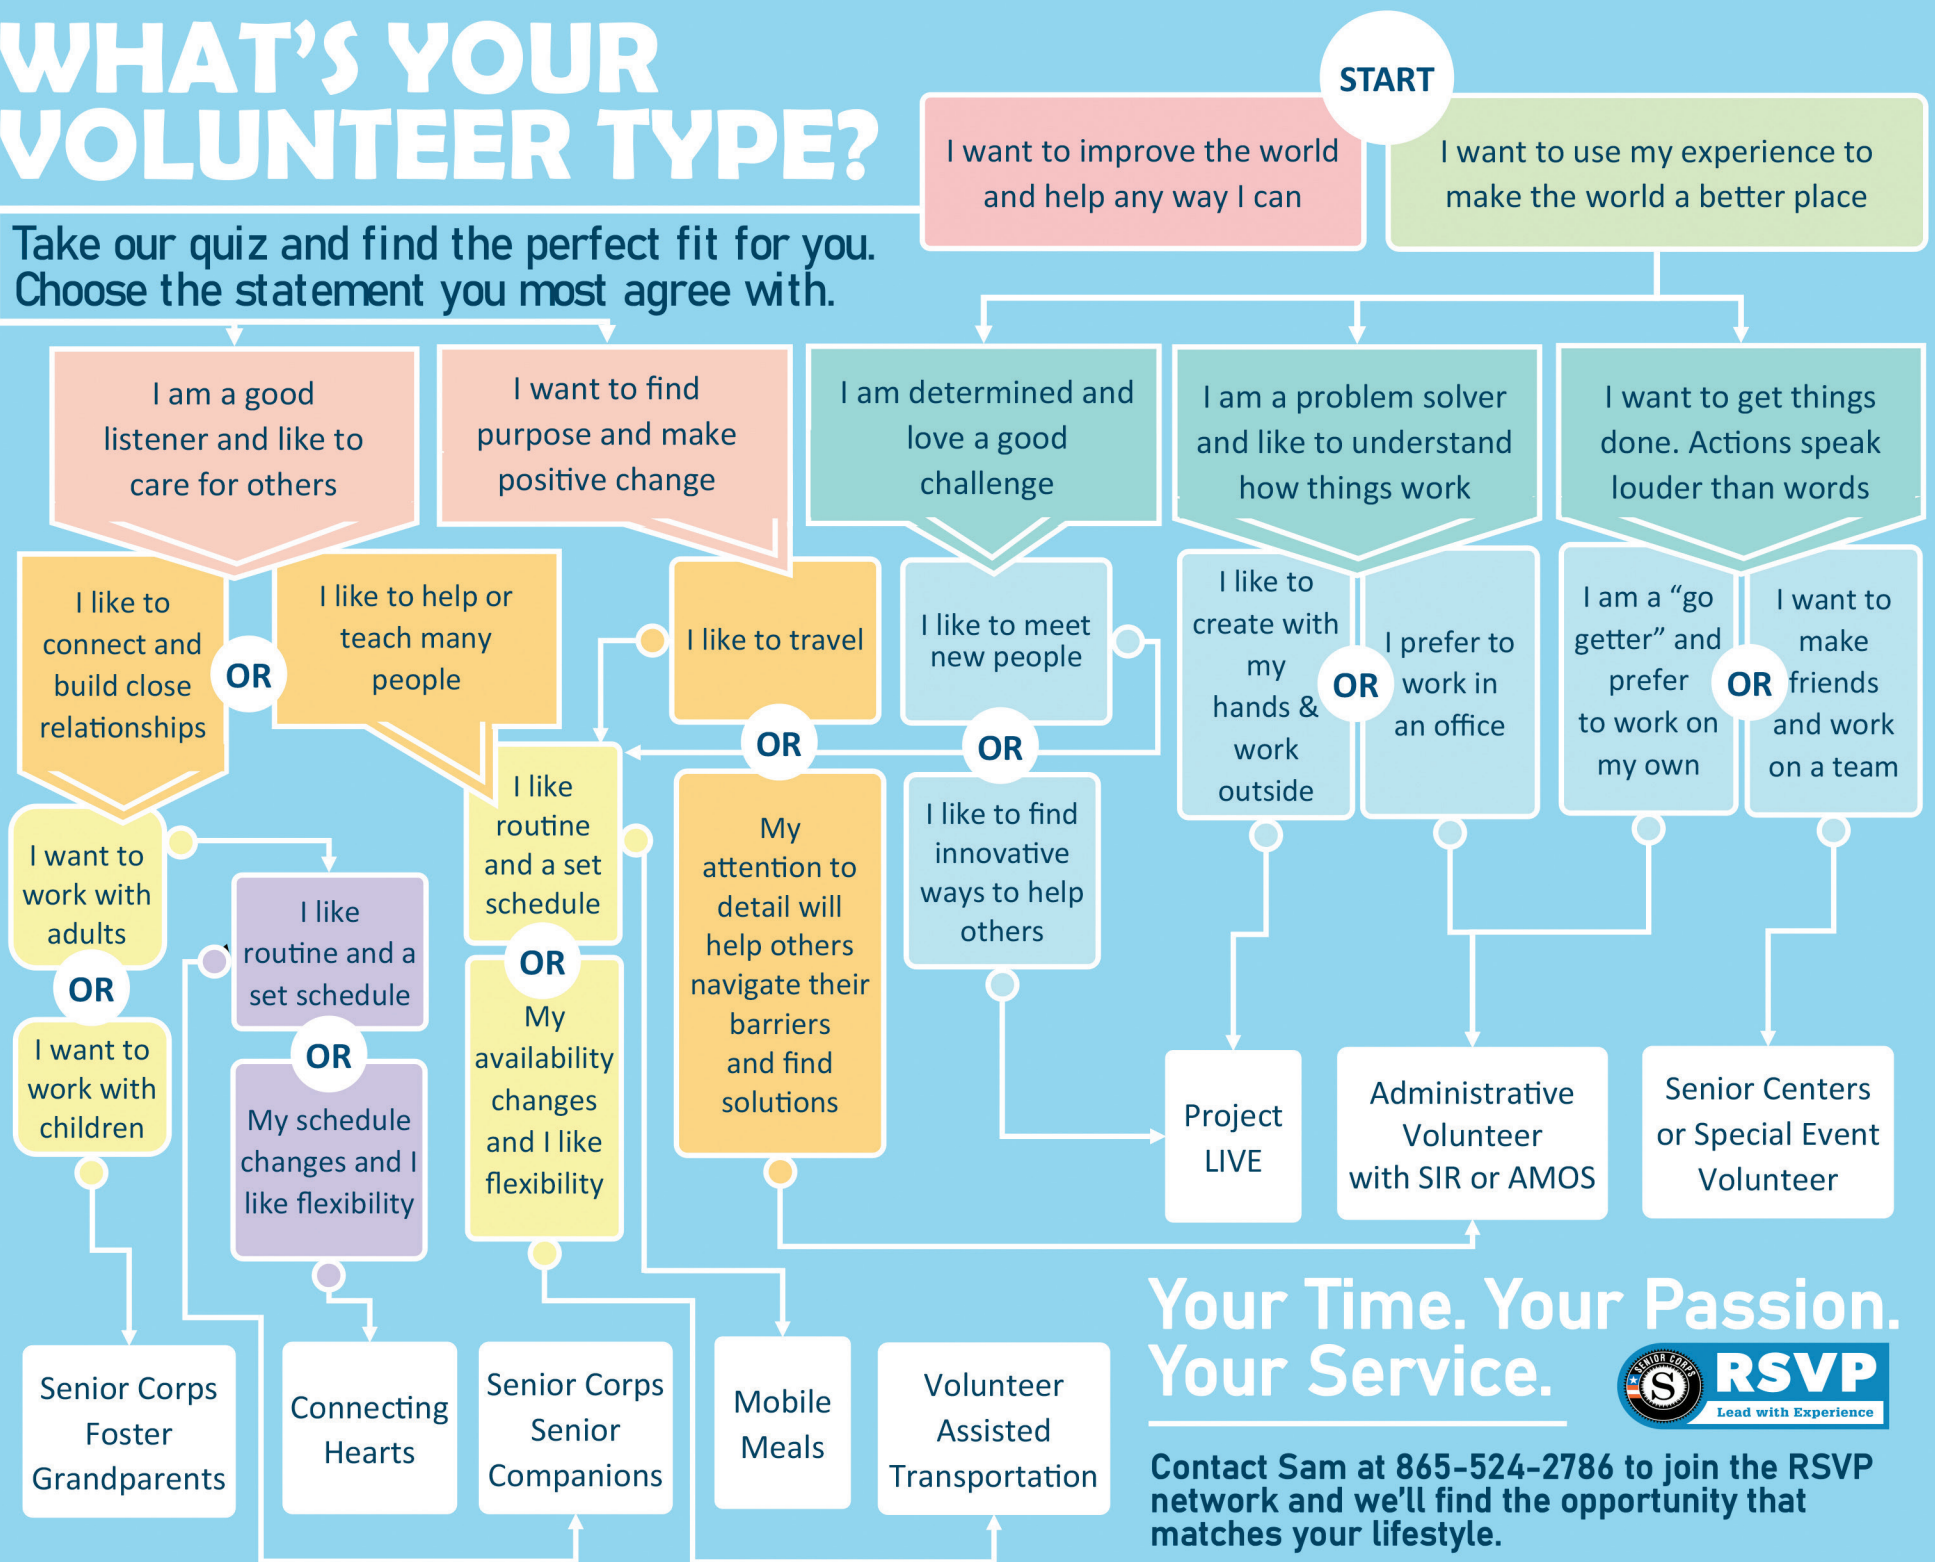 WHAT'S YOUR
VOLUNTEER TYPE?
Take our quiz and find the perfect fit for you.
Choose the statement you most agree with.
START
I want to improve the world
and help any way I can
I want to use my experience to
make the world a better place
I am a good
listener and like to
care for others
I want to find
purpose and make
positive change
I am determined and
love a good
challenge
I am a problem solver
and like to understand
how things work
I want to get things
done. Actions speak
louder than words
I like to
connect and
build close
relationships
OR
I like to help or
teach many
people
I like to travel
OR
My
attention to
detail will
help others
navigate their
barriers
and find
solutions
I like to meet
new people
OR
I like to find
innovative
ways to help
others
I like to
create with
my
hands &
work
outside
OR
I prefer to
work in
an office
I am a “go
getter” and
prefer
to work on
my own
OR
I want to
make
friends
and work
on a team
I want to
work with
adults
OR
I want to
work with
children
I like
routine and a
set schedule
OR
My schedule
changes and I
like flexibility
I like
routine
and a set
schedule
OR
My
availability
changes
and I like
flexibility
Project
LIVE
Administrative
Volunteer
with SIR or AMOS
Senior Centers
or Special Event
Volunteer
Senior Corps
Foster
Grandparents
Connecting
Hearts
Senior Corps
Senior
Companions
Mobile
Meals
Volunteer
Assisted
Transportation
Your Time. Your Passion.
Your Service.
SENIOR CORPS
S
RSVP
Lead with Experience
Contact Sam at 865-524-2786 to join the RSVP
network and we'll find the opportunity that
matches your lifestyle.